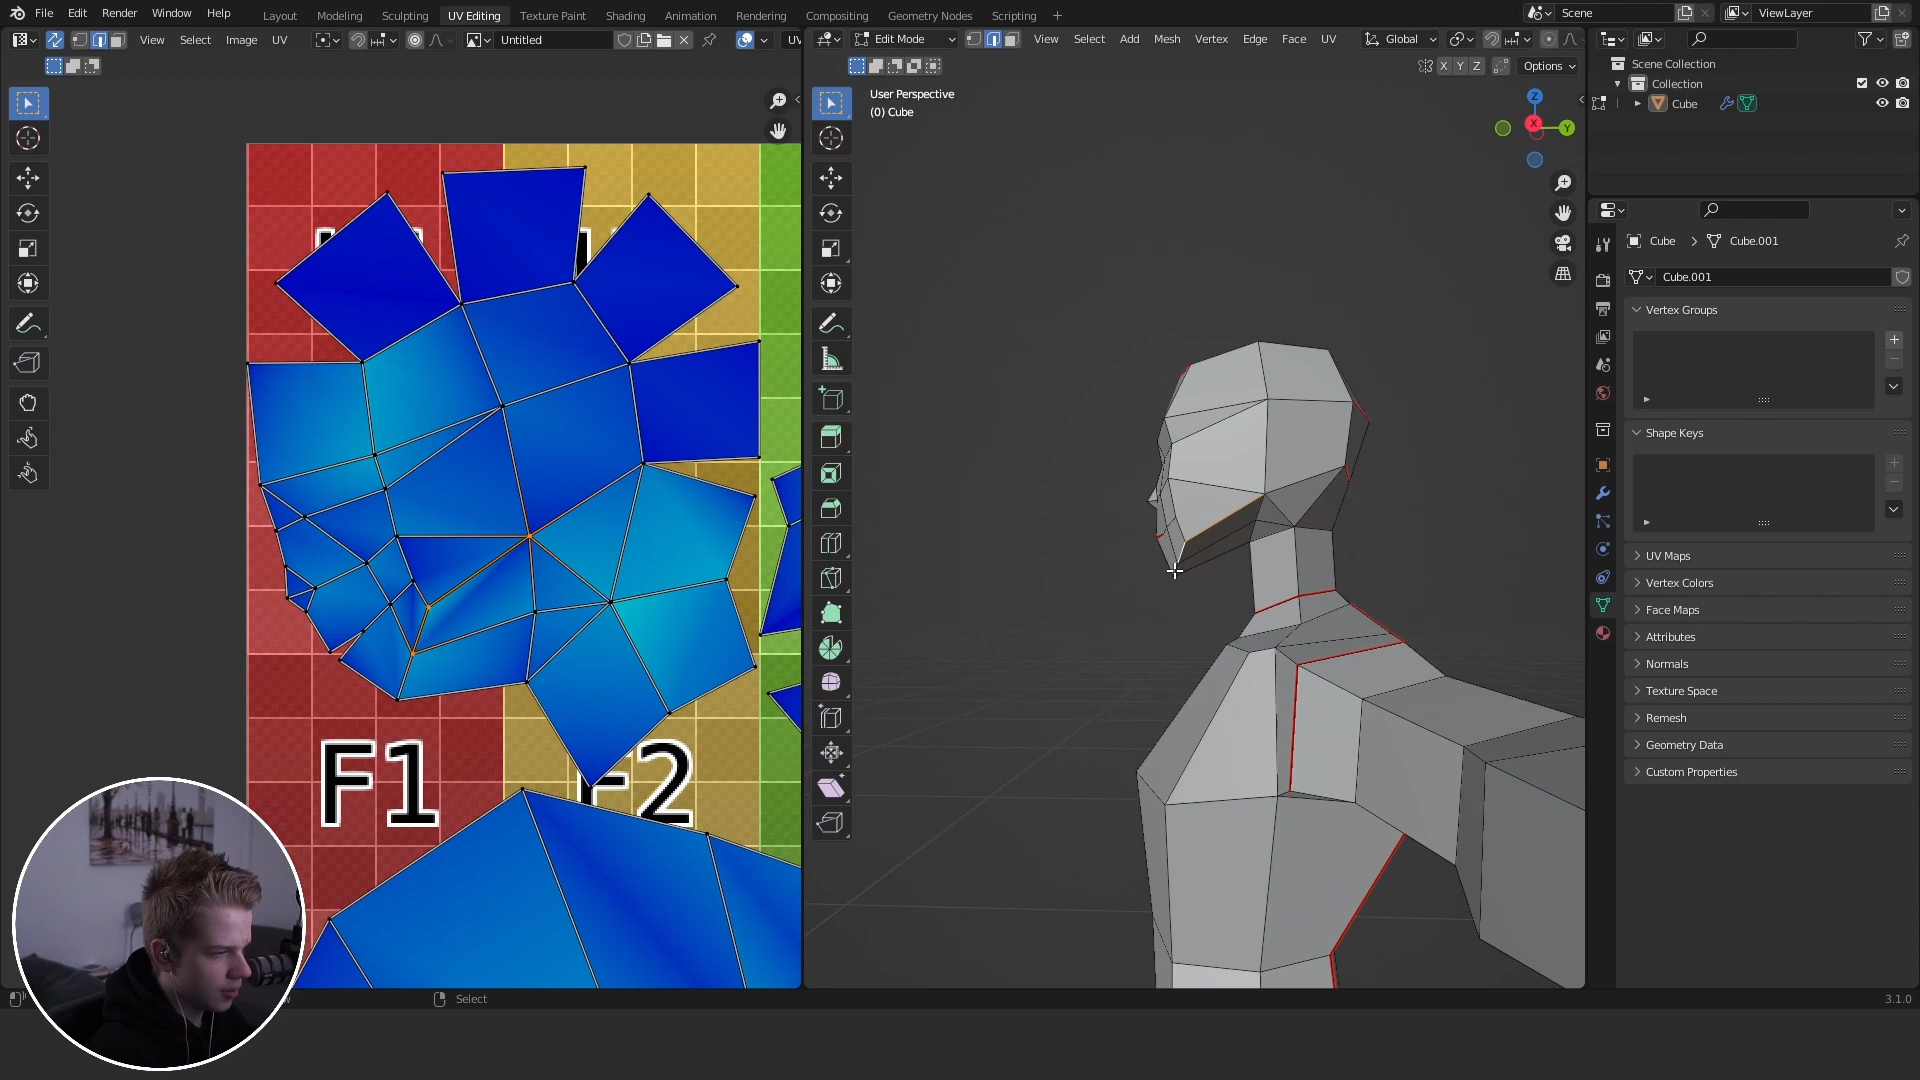 File Edit Render Window Help
Layout Modeling Sculpting UV Editing Texture Paint Shading Animation Rendering Compositing Geometry Nodes Scripting +
Scene
ViewLayer
View Select Image UV
Untitled
UV
Edit Mode
View Select Add Mesh Vertex Edge Face UV
Global
X Y Z
Options
User Perspective
(0) Cube
Z
X
Y
Scene Collection
Collection
Cube
Cube
Cube.001
Cube.001
Vertex Groups
Shape Keys
UV Maps
Vertex Colors
Face Maps
Attributes
Normals
Texture Space
Remesh
Geometry Data
Custom Properties
F1
F2
Select
3.1.0